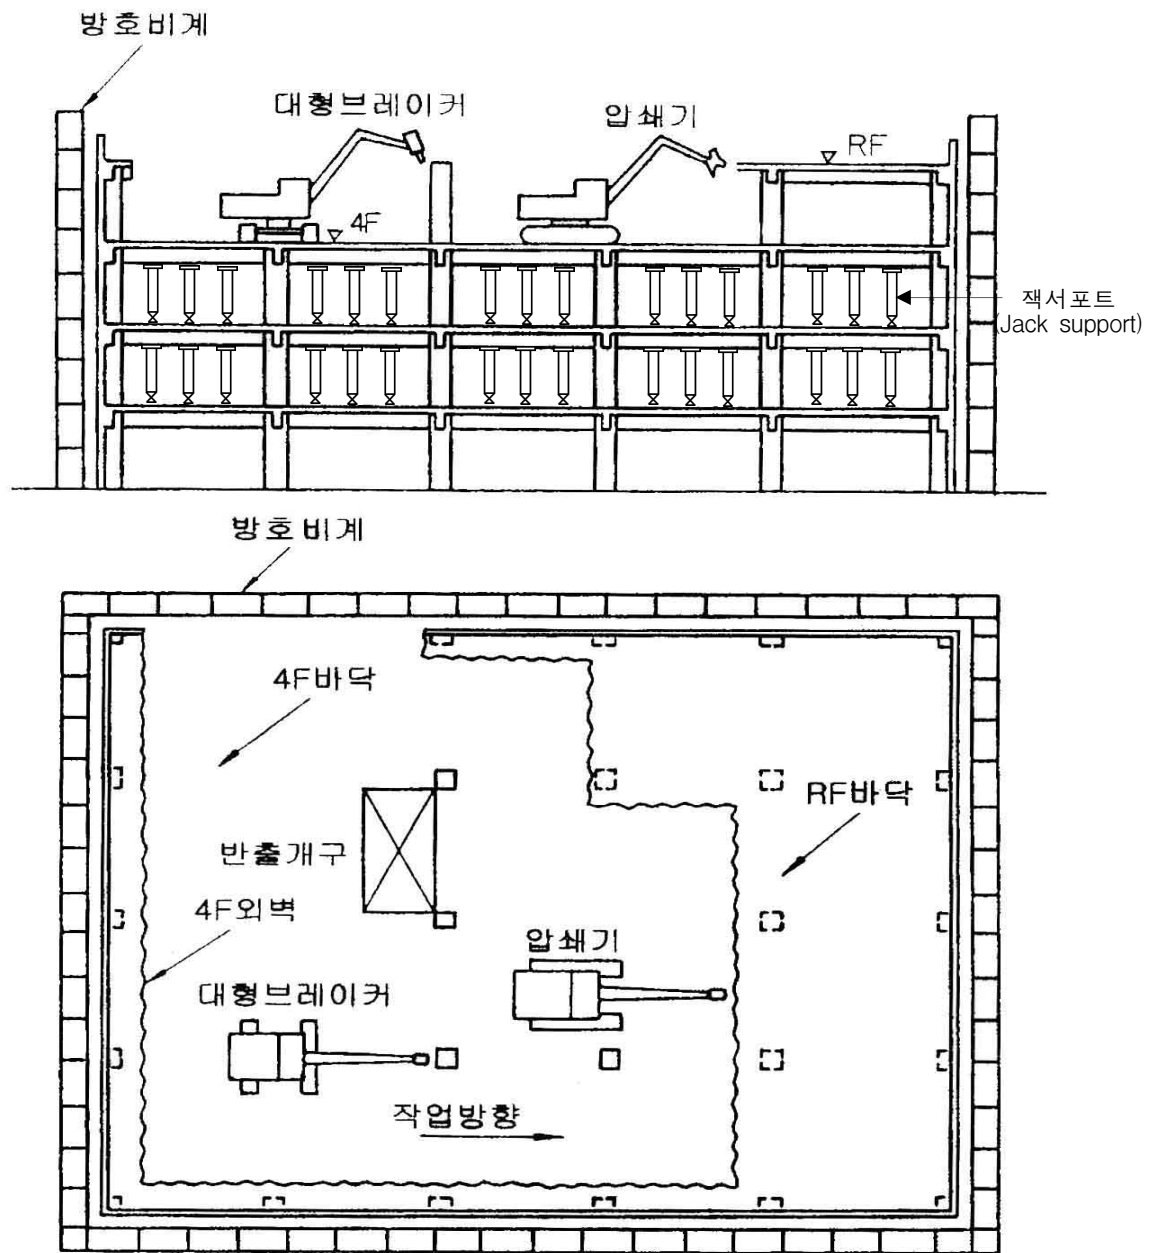 방호비계
대형브레이커
압쇄기
RF
4F
잭서포트
(Jack support)
방호비계
4F바닥
RF바닥
반출개구
4F외벽
압쇄기
대형브레이커
작업방향